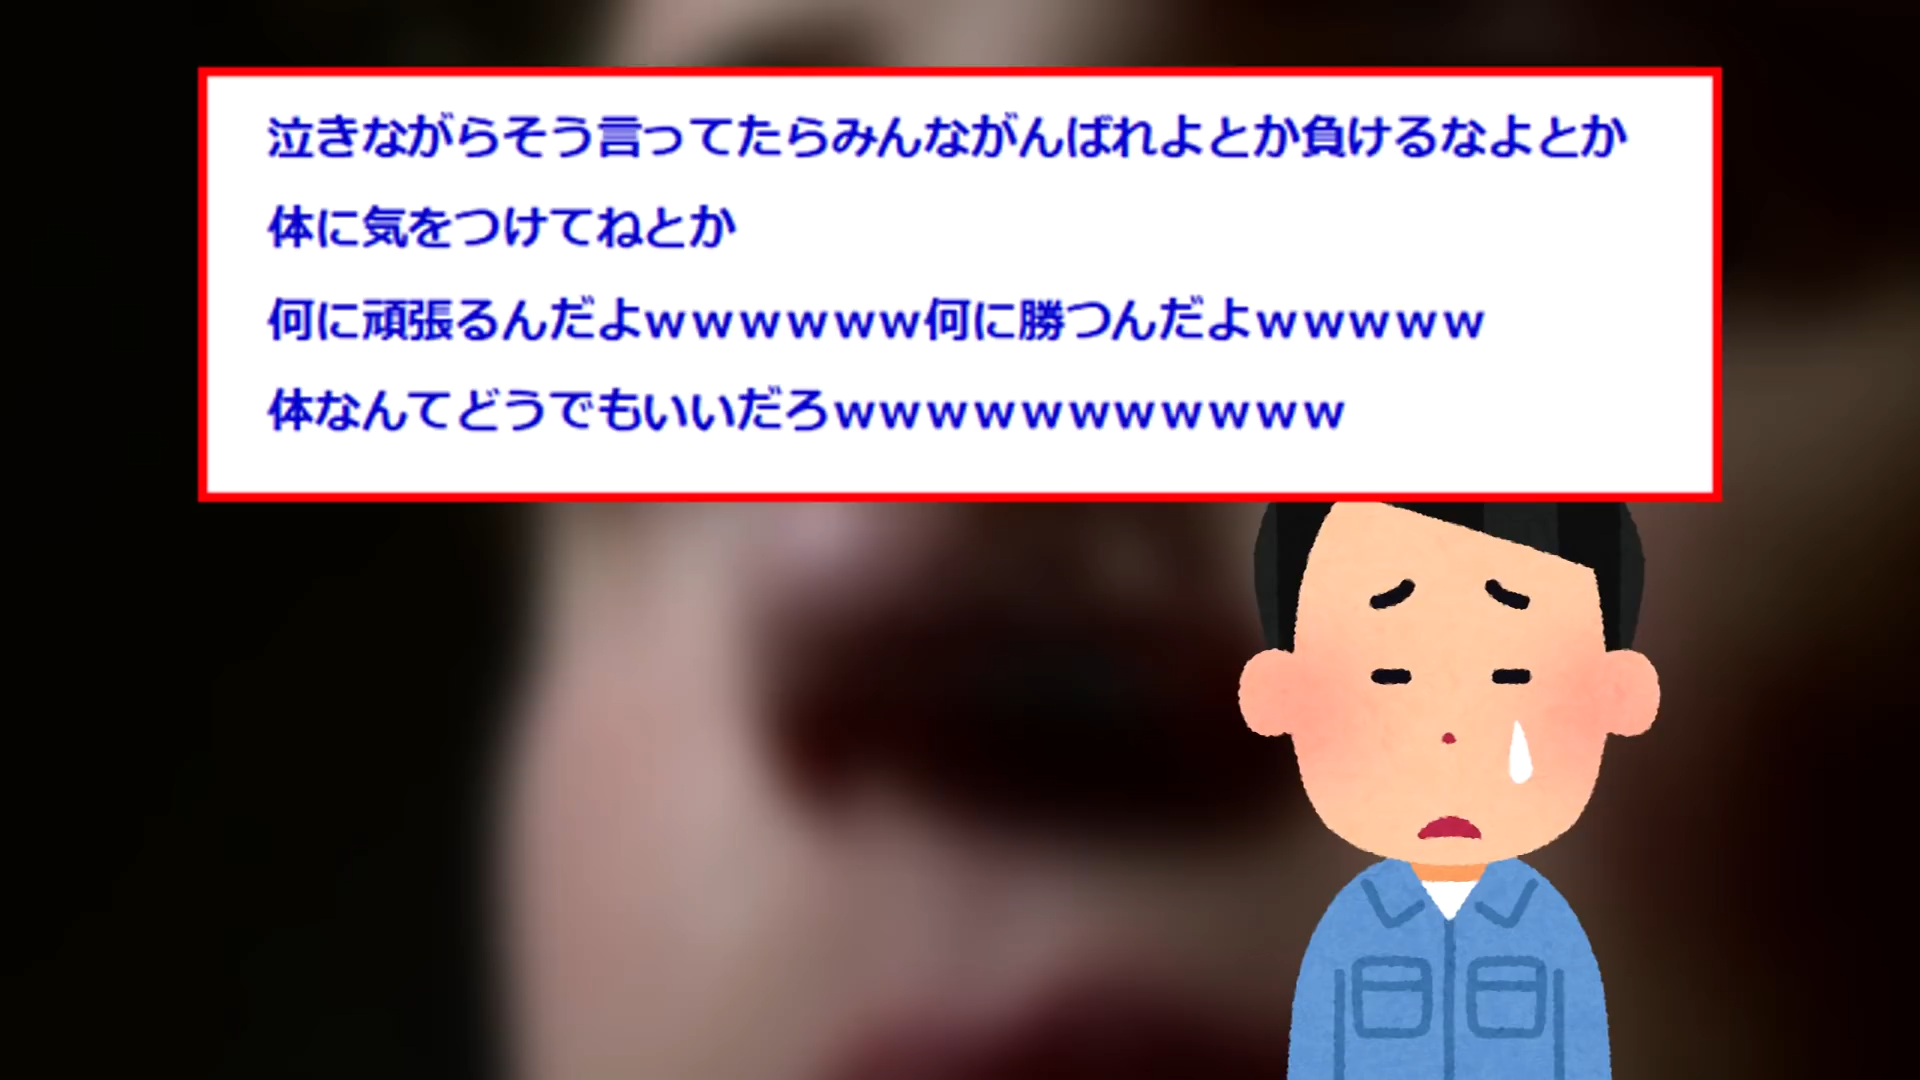 泣きながらそう言ってたらみんながんばれよとか負けるなよとか
体に気をつけてねとか
何に頑張るんだよｗｗｗｗｗｗ何に勝つんだよｗｗｗｗｗ
体なんてどうでもいいだろｗｗｗｗｗｗｗｗｗｗｗ